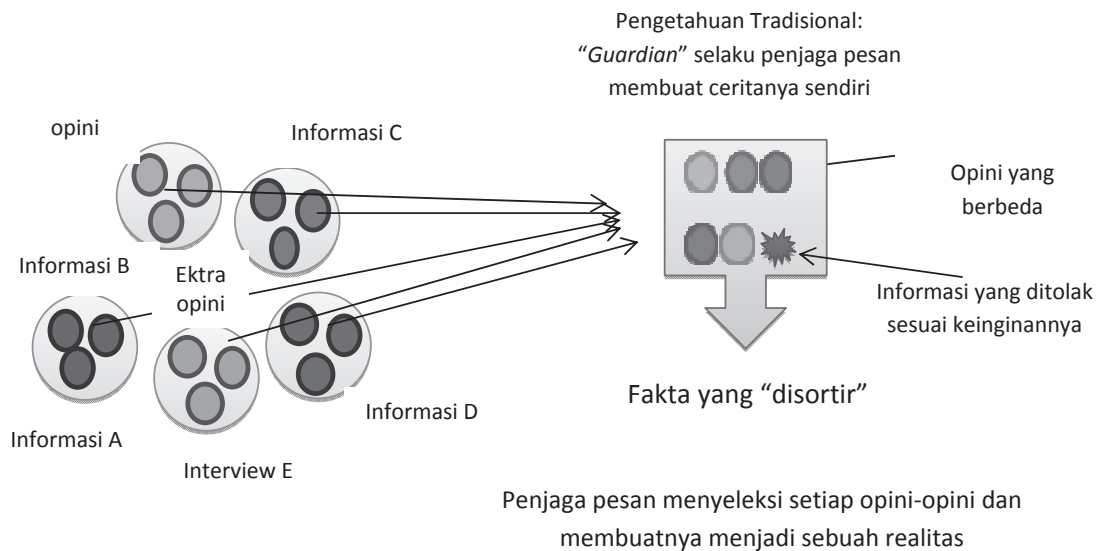 Pengetahuan Tradisional:
“Guardian” selaku penjaga pesan
membuat ceritanya sendiri
opini
Informasi C
Opini yang
berbeda
Informasi B
Ektra
opini
Informasi yang ditolak
sesuai keinginannya
Fakta yang “disortir”
Informasi D
Informasi A
Interview E
Penjaga pesan menyeleksi setiap opini-opini dan
membuatnya menjadi sebuah realitas